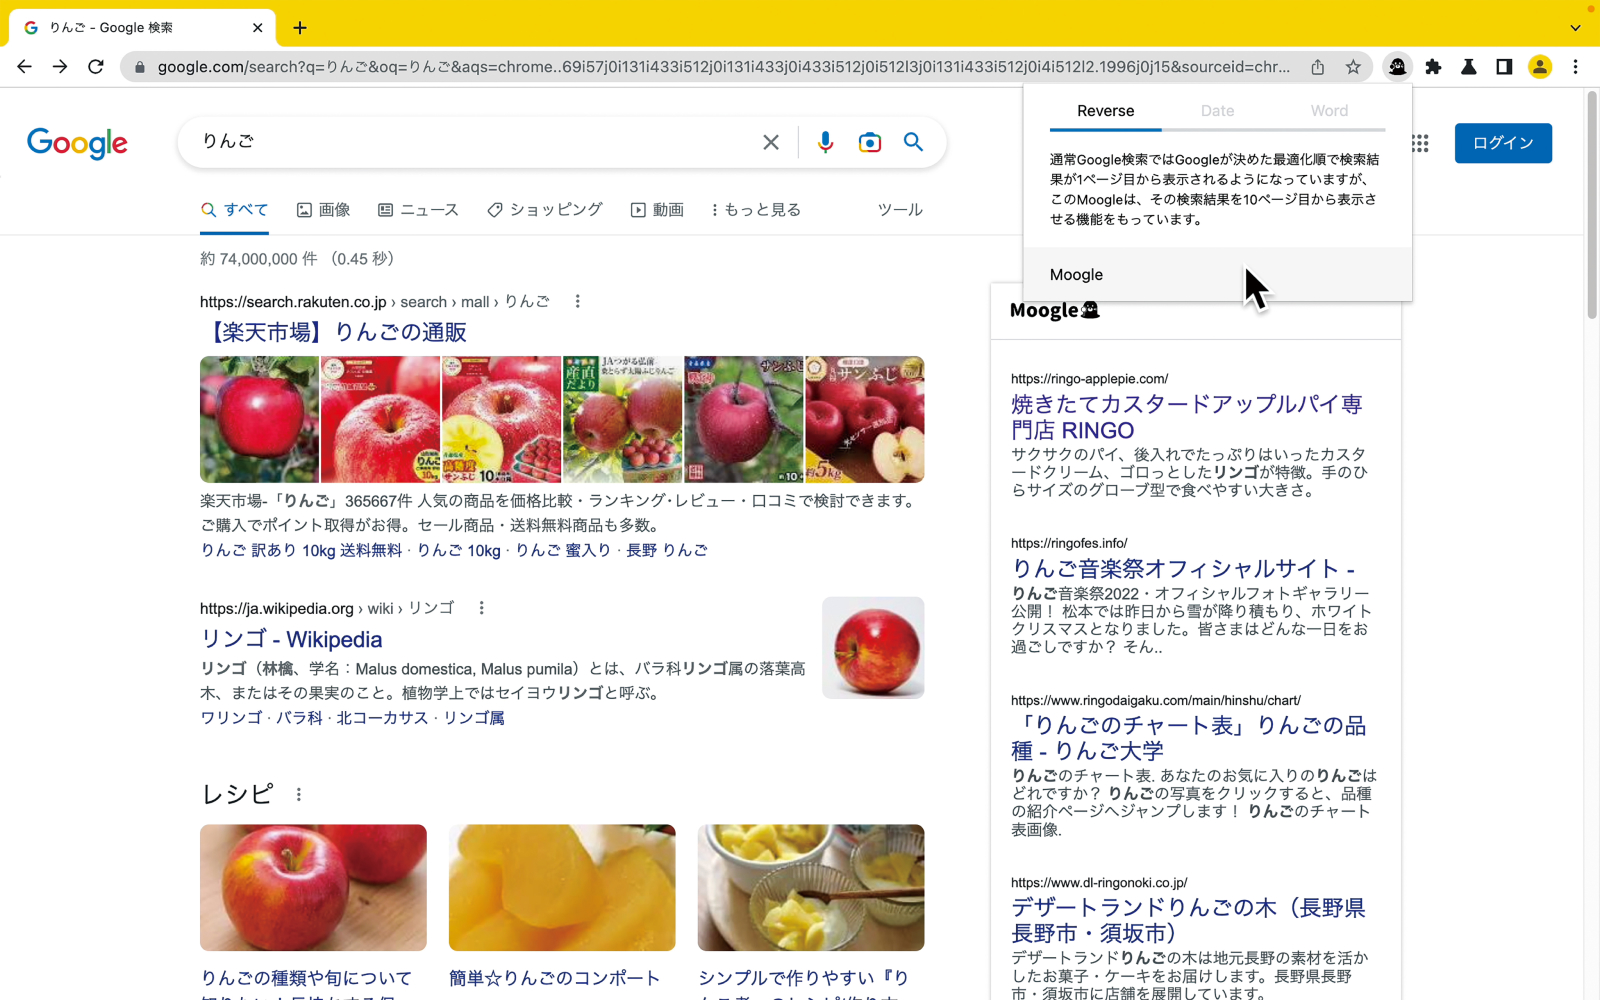 りんご - Google 検索
google.com/search?q=りんご&oq=りんご&aqs=chrome..69i57j0i131i433i512j0i131i433j0i433i512j0i512l3j0i131i433i512j0i4i512l2.1996j0j15&sourceid=chr...
Google
りんご
ログイン
すべて 画像 ニュース ショッピング 動画 もっと見る ツール
約 74,000,000 件 （0.45 秒）
https://search.rakuten.co.jp › search › mall › りんご
【楽天市場】りんごの通販
楽天市場-「りんご」365667件 人気の商品を価格比較・ランキング･レビュー・口コミで検討できます。
ご購入でポイント取得がお得。セール商品・送料無料商品も多数。
りんご 訳あり 10kg 送料無料 · りんご 10kg · りんご 蜜入り · 長野 りんご
https://ja.wikipedia.org › wiki › リンゴ
リンゴ - Wikipedia
リンゴ（林檎、学名：Malus domestica, Malus pumila）とは、バラ科リンゴ属の落葉高
木、またはその果実のこと。植物学上ではセイヨウリンゴと呼ぶ。
ワリンゴ · バラ科 · 北コーカサス · リンゴ属
レシピ
りんごの種類や旬について
簡単☆りんごのコンポート
シンプルで作りやすい『り
Reverse Date Word
通常Google検索ではGoogleが決めた最適化順で検索結
果が1ページ目から表示されるようになっていますが、
このMoogleは、その検索結果を10ページ目から表示さ
せる機能をもっています。
Moogle
Moogle
https://ringo-applepie.com/
焼きたてカスタードアップルパイ専
門店 RINGO
サクサクのパイ、後入れでたっぷりはいったカスタ
ードクリーム、ゴロっとしたリンゴが特徴。手のひ
らサイズのグローブ型で食べやすい大きさ。
https://ringofes.info/
りんご音楽祭オフィシャルサイト -
りんご音楽祭2022・オフィシャルフォトギャラリー
公開！ 松本では昨日から雪が降り積もり、ホワイト
クリスマスとなりました。皆さまはどんな一日をお
過ごしですか？ そん..
https://www.ringodaigaku.com/main/hinshu/chart/
「りんごのチャート表」りんごの品
種 - りんご大学
りんごのチャート表. あなたのお気に入りのりんごは
どれですか？ りんごの写真をクリックすると、品種
の紹介ページへジャンプします！ りんごのチャート
表画像.
https://www.dl-ringonoki.co.jp/
デザートランドりんごの木（長野県
長野市・須坂市）
デザートランドりんごの木は地元長野の素材を活か
したお菓子・ケーキをお届けします。長野県長野
市・須坂市に店舗を展開しています。